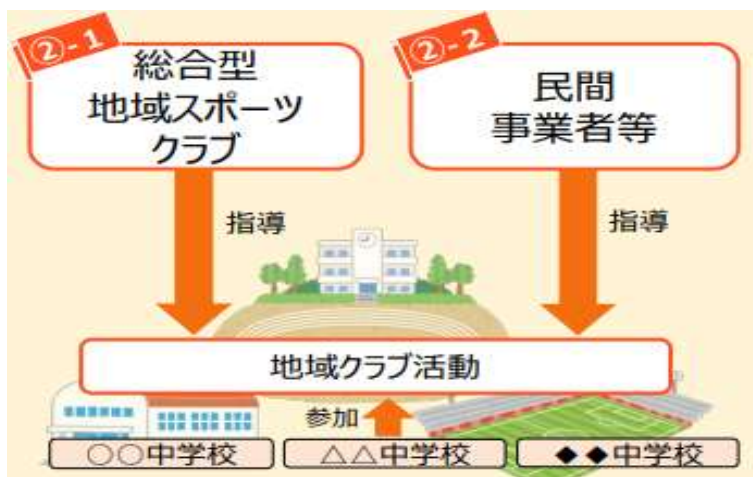 ②-1
総合型
地域スポーツ
クラブ
②-2
民間
事業者等
指導
指導
地域クラブ活動
参加
○○中学校
△△中学校
◆◆中学校